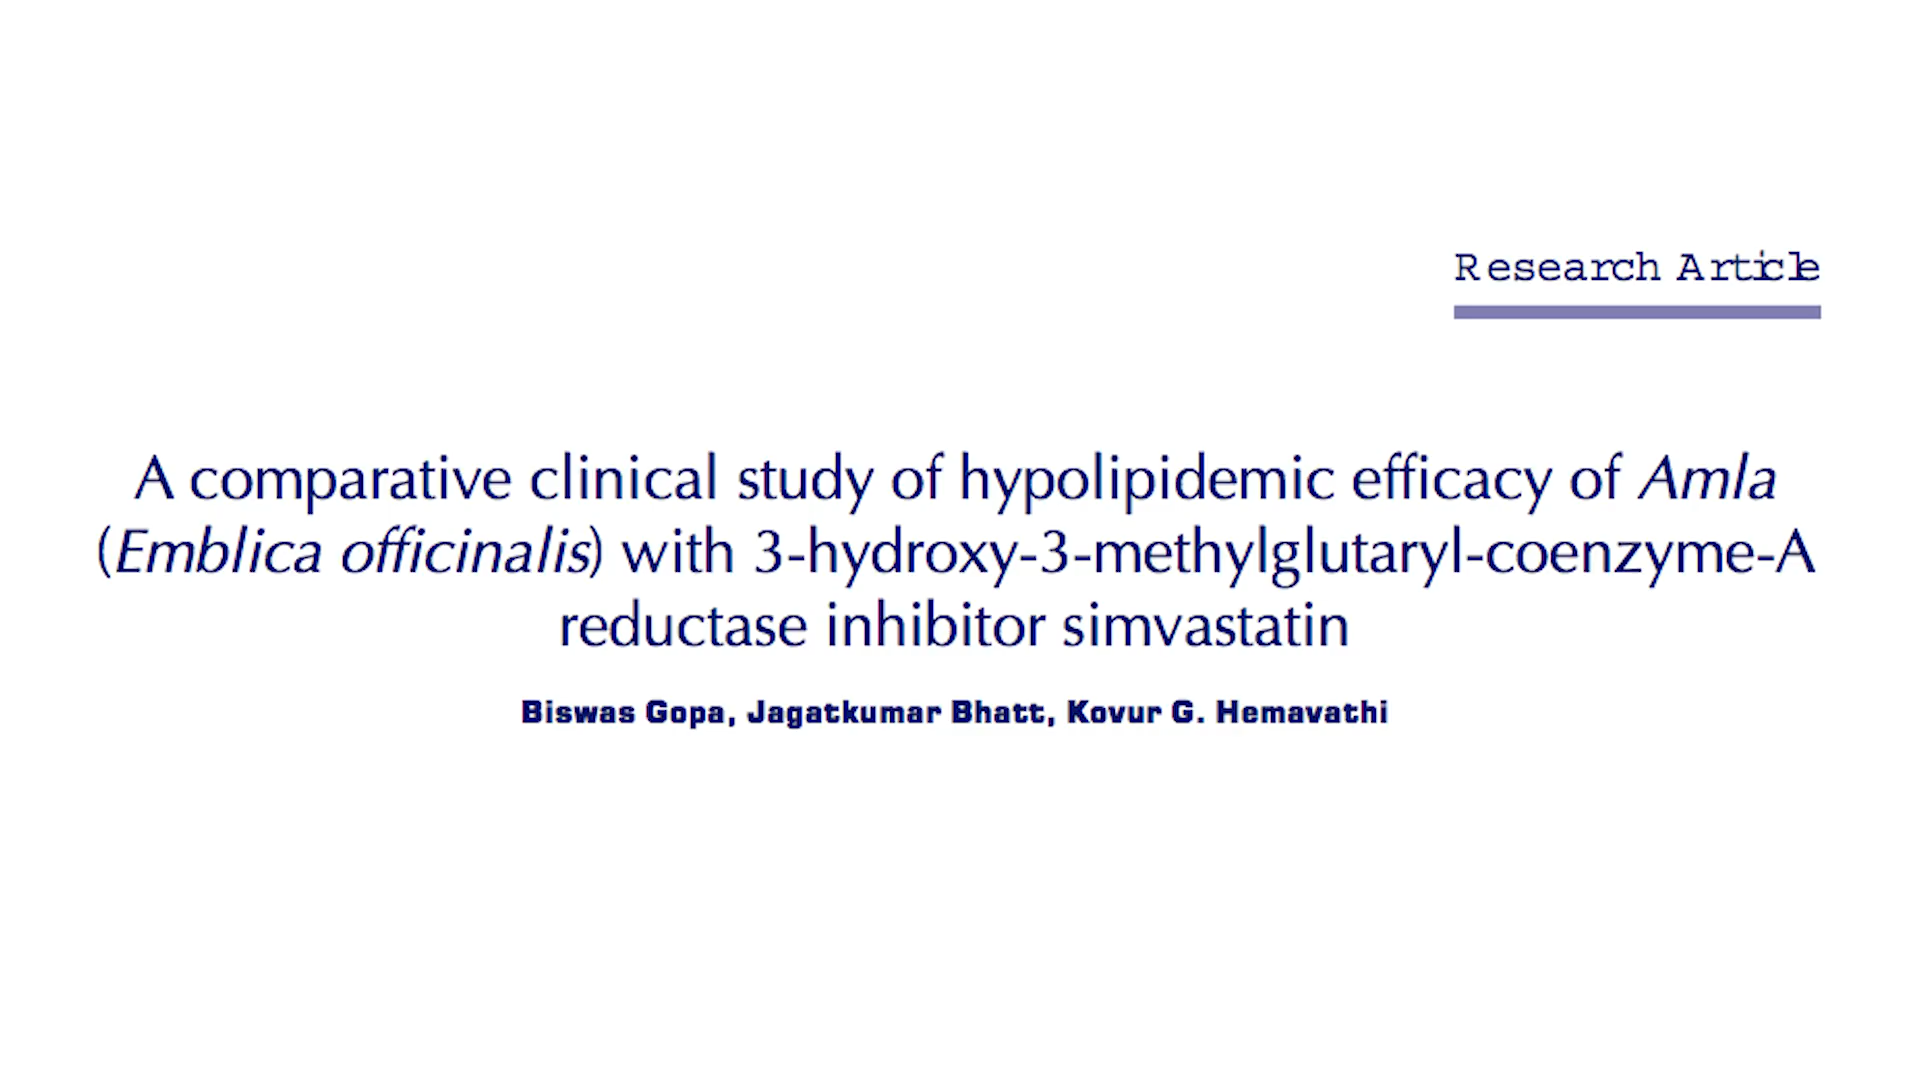 Research Article
A comparative clinical study of hypolipidemic efficacy of Amla
(Emblica officinalis) with 3-hydroxy-3-methylglutaryl-coenzyme-A
reductase inhibitor simvastatin
Biswas Gopa, Jagatkumar Bhatt, Kovur G. Hemavathi